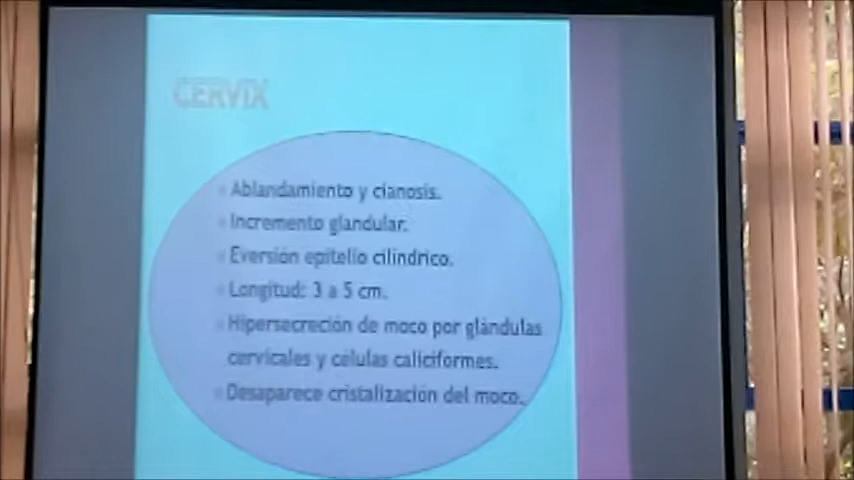 CERVIX
Ablandamiento y cianosis.
Incremento glandular.
Eversión epitelio cilíndrico.
Longitud: 3 a 5 cm.
Hipersecreción de moco por glándulas
cervicales y células caliciformes.
Desaparece cristalización del moco.